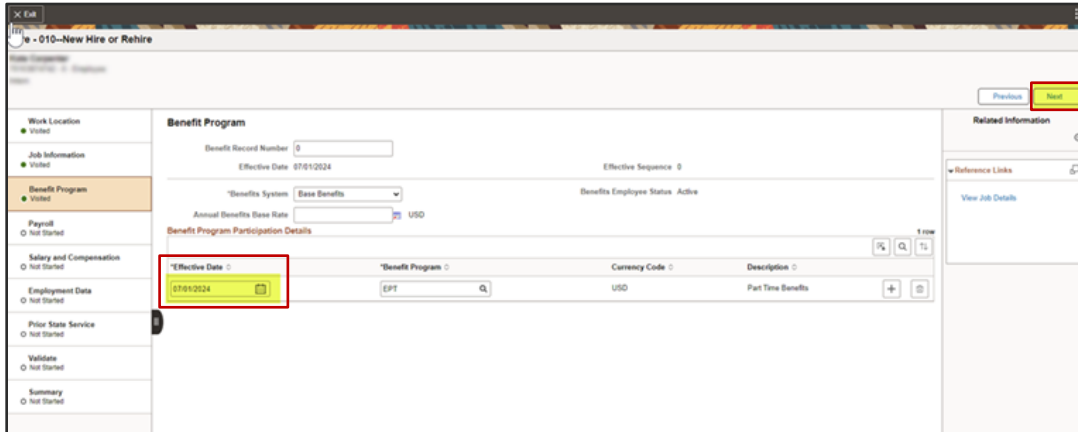 × Exit
re - 010--New Hire or Rehire
Previous
Next
Work Location
Visited
Job Information
Visited
Benefit Program
Visited
Payroll
Not Started
Salary and Compensation
Not Started
Employment Data
Not Started
Prior State Service
Not Started
Validate
Not Started
Summary
Not Started
Benefit Program
Benefit Record Number 0
Effective Date 07/01/2024 Effective Sequence 0
*Benefits System Base Benefits Benefits Employee Status Active
Annual Benefits Base Rate USD
Benefit Program Participation Details
1 row
*Effective Date *Benefit Program Currency Code Description
07/01/2024 EPT USD Part Time Benefits
Related Information
Reference Links
View Job Details